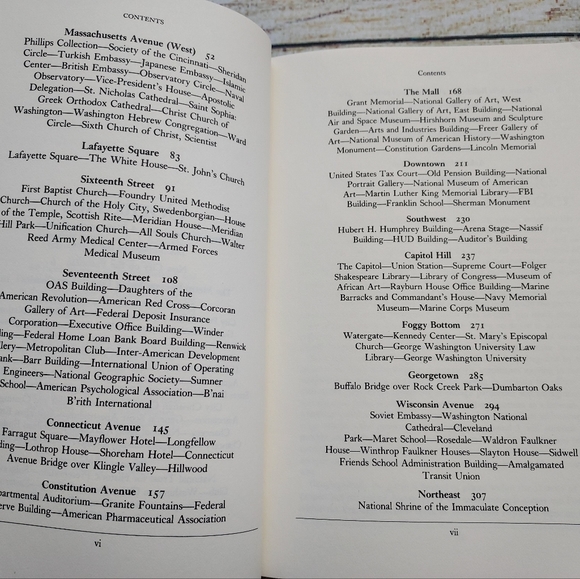 CONTENTS
Massachusetts Avenue (West) 52
Phillips Collection—Society of the Cincinnati—Sheridan
Circle—Turkish Embassy—Japanese Embassy—Islamic
Center—British Embassy—Observatory Circle—Naval
Observatory—Vice-President's House—Apostolic
Delegation—St. Nicholas Cathedral—Saint Sophia:
Greek Orthodox Cathedral—Christ Church of
Washington—Washington Hebrew Congregation—Ward
Circle—Sixth Church of Christ, Scientist
Lafayette Square 83
Lafayette Square—The White House—St. John's Church
Sixteenth Street 91
First Baptist Church—Foundry United Methodist
Church—Church of the Holy City, Swedenborgian—House
of the Temple, Scottish Rite—Meridian House—Meridian
Hill Park—Unification Church—All Souls Church—Walter
Reed Army Medical Center—Armed Forces
Medical Museum
Seventeenth Street 108
OAS Building—Daughters of the
American Revolution—American Red Cross—Corcoran
Gallery of Art—Federal Deposit Insurance
Corporation—Executive Office Building—Winder
ding—Federal Home Loan Bank Board Building—Renwick
llery—Metropolitan Club—Inter-American Development
ank—Barr Building—International Union of Operating
Engineers—National Geographic Society—Sumner
School—American Psychological Association—B'nai
B'rith International
Connecticut Avenue 145
Farragut Square—Mayflower Hotel—Longfellow
ding—Lothrop House—Shoreham Hotel—Connecticut
Avenue Bridge over Klingle Valley—Hillwood
Constitution Avenue 157
partmental Auditorium—Granite Fountains—Federal
erve Building—American Pharmaceutical Association
vi
Contents
The Mall 168
Grant Memorial—National Gallery of Art, West
Building—National Gallery of Art, East Building—National
Air and Space Museum—Hirshhorn Museum and Sculpture
Garden—Arts and Industries Building—Freer Gallery of
Art—National Museum of American History—Washington
Monument—Constitution Gardens—Lincoln Memorial
Downtown 211
United States Tax Court—Old Pension Building—National
Portrait Gallery—National Museum of American
Art—Martin Luther King Memorial Library—FBI
Building—Franklin School—Sherman Monument
Southwest 230
Hubert H. Humphrey Building—Arena Stage—Nassif
Building—HUD Building—Auditor's Building
Capitol Hill 237
The Capitol—Union Station—Supreme Court—Folger
Shakespeare Library—Library of Congress—Museum of
African Art—Rayburn House Office Building—Marine
Barracks and Commandant's House—Navy Memorial
Museum—Marine Corps Museum
Foggy Bottom 271
Watergate—Kennedy Center—St. Mary's Episcopal
Church—George Washington University Law
Library—George Washington University
Georgetown 285
Buffalo Bridge over Rock Creek Park—Dumbarton Oaks
Wisconsin Avenue 294
Soviet Embassy—Washington National
Cathedral—Cleveland
Park—Maret School—Rosedale—Waldron Faulkner
House—Winthrop Faulkner Houses—Slayton House—Sidwell
Friends School Administration Building—Amalgamated
Transit Union
Northeast 307
National Shrine of the Immaculate Conception
vii